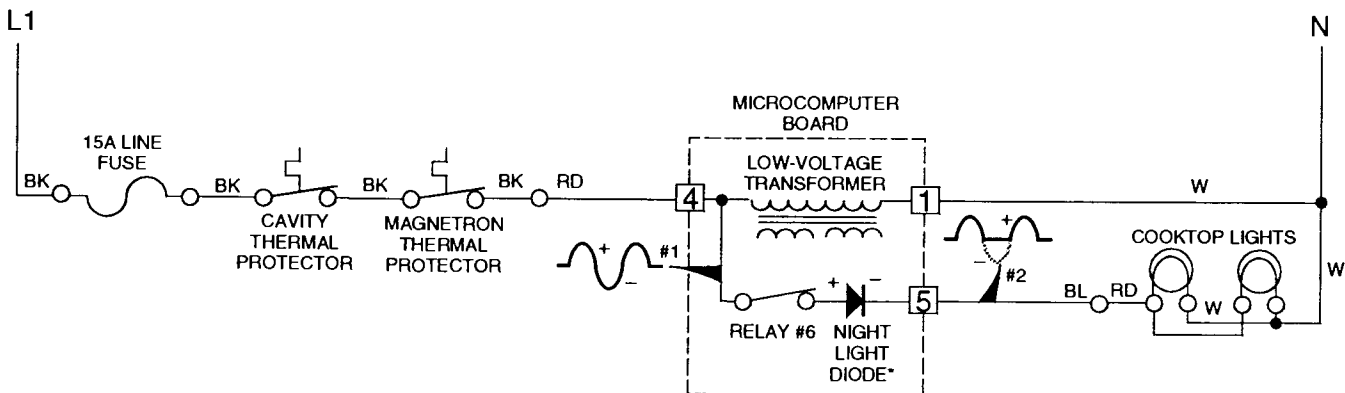 L1
N
MICROCOMPUTER
BOARD
15A LINE
FUSE
LOW-VOLTAGE
TRANSFORMER
BK
BK
BK
BK
RD
4
1
W
CAVITY
THERMAL
PROTECTOR
MAGNETRON
THERMAL
PROTECTOR
COOKTOP LIGHTS
+
-
#1
+
-
#2
W
+
-
5
BL
RD
W
RELAY #6
NIGHT
LIGHT
DIODE*